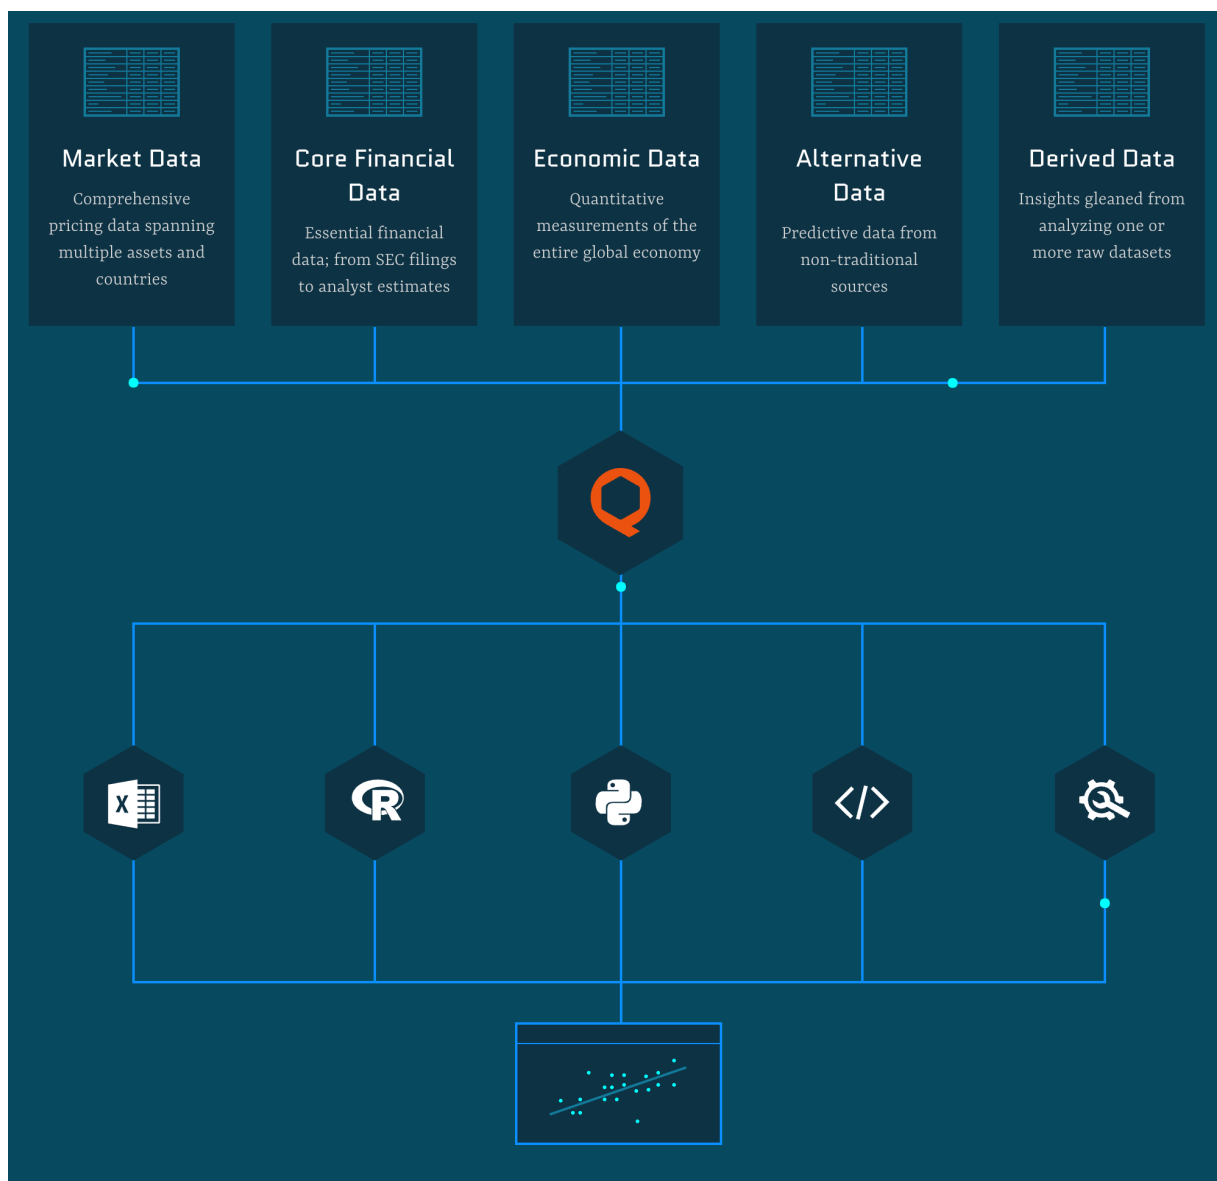 Market Data
Comprehensive
pricing data spanning
multiple assets and
countries
Core Financial
Data
Essential financial
data; from SEC filings
to analyst estimates
Economic Data
Quantitative
measurements of the
entire global economy
Alternative
Data
Predictive data from
non-traditional
sources
Derived Data
Insights gleaned from
analyzing one or
more raw datasets
X
R
</>